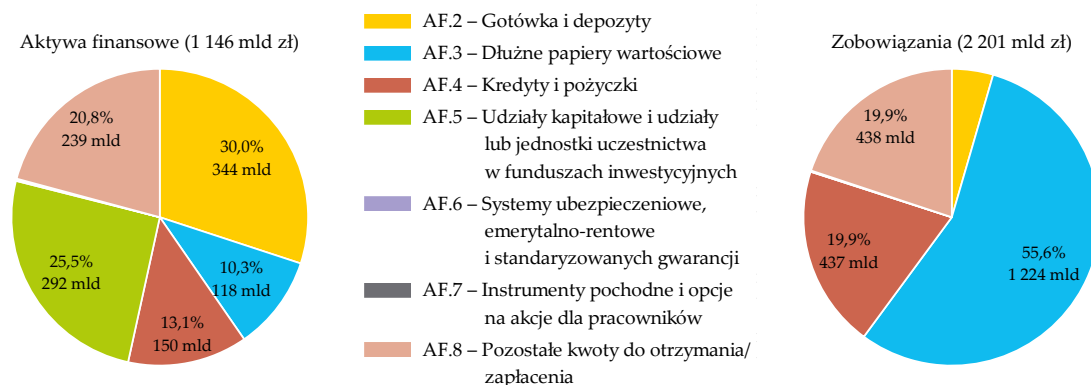 Aktywa finansowe (1 146 mld zł)
20,8%
239 mld
30,0%
344 mld
10,3%
118 mld
13,1%
150 mld
25,5%
292 mld
AF.2 – Gotówka i depozyty
AF.3 – Dłużne papiery wartościowe
AF.4 – Kredyty i pożyczki
AF.5 – Udziały kapitałowe i udziały
lub jednostki uczestnictwa
w funduszach inwestycyjnych
AF.6 – Systemy ubezpieczeniowe,
emerytalno-rentowe
i standaryzowanych gwarancji
AF.7 – Instrumenty pochodne i opcje
na akcje dla pracowników
AF.8 – Pozostałe kwoty do otrzymania/
zapłacenia
Zobowiązania (2 201 mld zł)
19,9%
438 mld
19,9%
437 mld
55,6%
1 224 mld